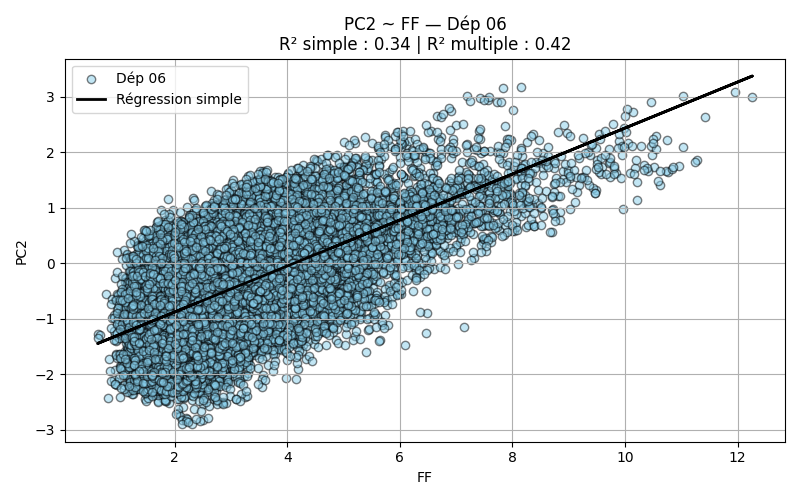 PC2 ~ FF — Dép 06
R² simple : 0.34 | R² multiple : 0.42
Dép 06
Régression simple
3
2
1
0
−1
−2
−3
PC2
2 4 6 8 10 12
FF